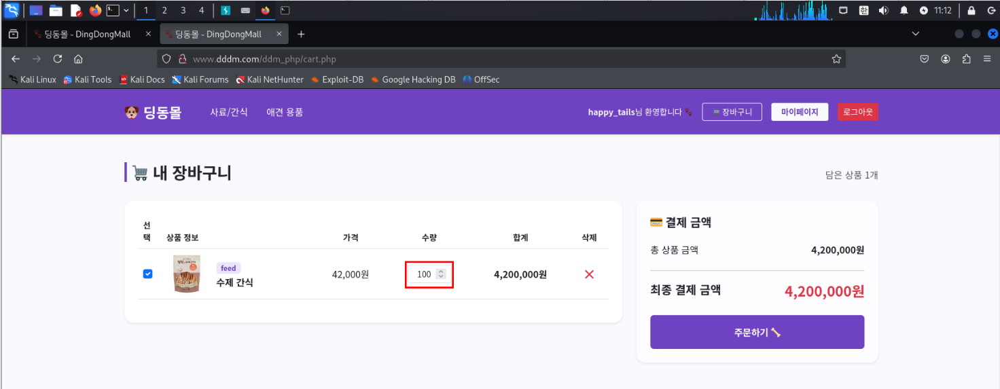 1 2 3 4 한 11:12
딩동몰 - DingDongMall × 딩동몰 - DingDongMall × +
www.dddm.com/ddm_php/cart.php
Kali Linux Kali Tools Kali Docs Kali Forums Kali NetHunter Exploit-DB Google Hacking DB OffSec
딩동몰 사료/간식 애견 용품 happy_tails님 환영합니다 장바구니 마이페이지 로그아웃
내 장바구니
담은 상품 1개
선택 상품 정보 가격 수량 합계 삭제
feed
수제 간식
42,000원 100 4,200,000원
결제 금액
총 상품 금액 4,200,000원
최종 결제 금액 4,200,000원
주문하기